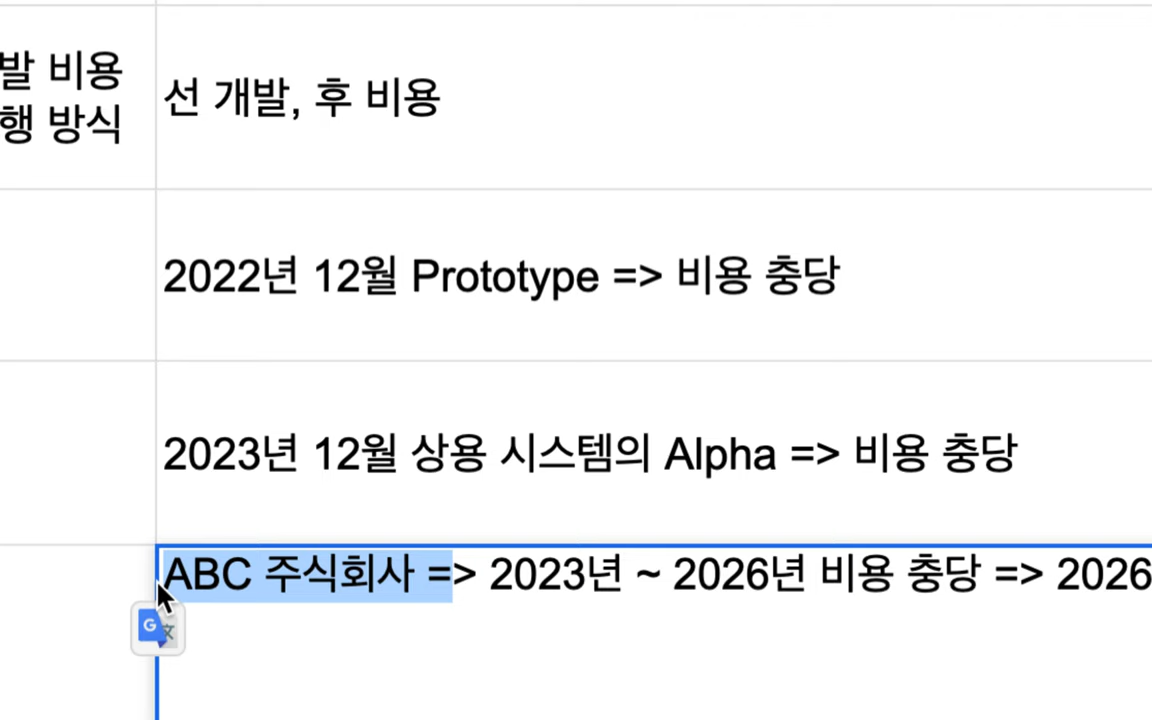 발 비용
행 방식
선 개발, 후 비용
2022년 12월 Prototype => 비용 충당
2023년 12월 상용 시스템의 Alpha => 비용 충당
ABC 주식회사 => 2023년 ~ 2026년 비용 충당 => 2026
G 文